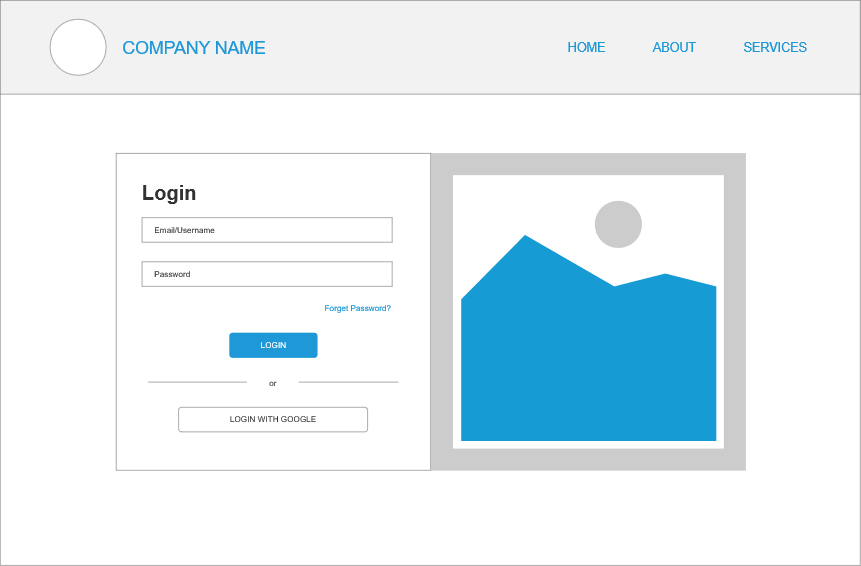 COMPANY NAME
HOME ABOUT SERVICES
Login
Email/Username
Password
Forget Password?
LOGIN
or
LOGIN WITH GOOGLE